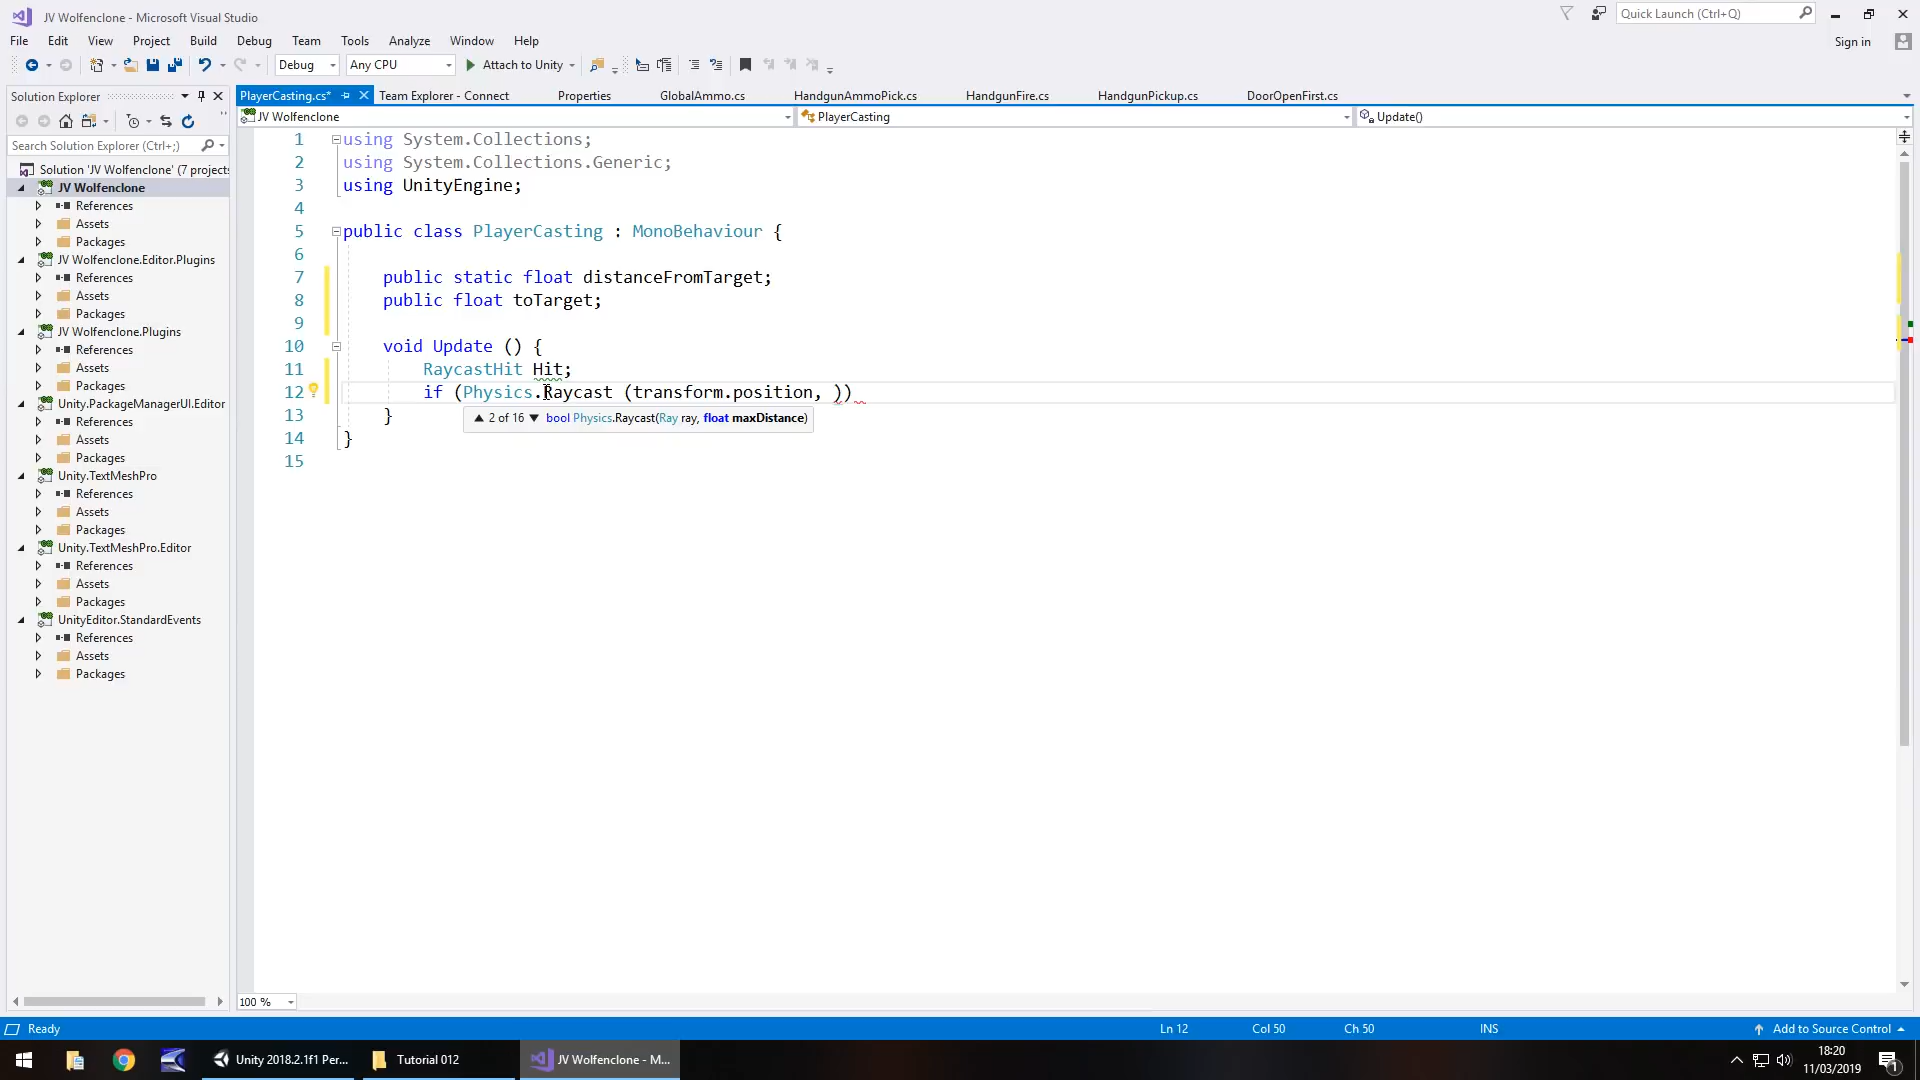 JV Wolfenclone - Microsoft Visual Studio
Quick Launch (Ctrl+Q)
File Edit View Project Build Debug Team Tools Analyze Window Help
Sign in
Debug Any CPU Attach to Unity
Solution Explorer
PlayerCasting.cs* Team Explorer - Connect Properties GlobalAmmo.cs HandgunAmmoPick.cs HandgunFire.cs HandgunPickup.cs DoorOpenFirst.cs
JV Wolfenclone PlayerCasting Update()
Search Solution Explorer (Ctrl+;)
Solution 'JV Wolfenclone' (7 projects
JV Wolfenclone
References
Assets
Packages
JV Wolfenclone.Editor.Plugins
References
Assets
Packages
JV Wolfenclone.Plugins
References
Assets
Packages
Unity.PackageManagerUI.Editor
References
Assets
Packages
Unity.TextMeshPro
References
Assets
Packages
Unity.TextMeshPro.Editor
References
Assets
Packages
UnityEditor.StandardEvents
References
Assets
Packages
1 using System.Collections;
2 using System.Collections.Generic;
3 using UnityEngine;
4
5 public class PlayerCasting : MonoBehaviour {
6
7 public static float distanceFromTarget;
8 public float toTarget;
9
10 void Update () {
11 RaycastHit Hit;
12 if (Physics.Raycast (transform.position, ))
13 }
2 of 16 bool Physics.Raycast(Ray ray, float maxDistance)
14 }
15
100 %
Ready Ln 12 Col 50 Ch 50 INS Add to Source Control
Unity 2018.2.1f1 Per... Tutorial 012 JV Wolfenclone - M...
18:20
11/03/2019
1